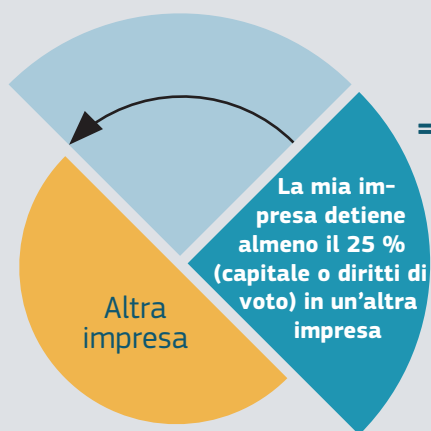 =
La mia im-
presa detiene
almeno il 25 %
(capitale o diritti di
voto) in un'altra
impresa
Altra
impresa